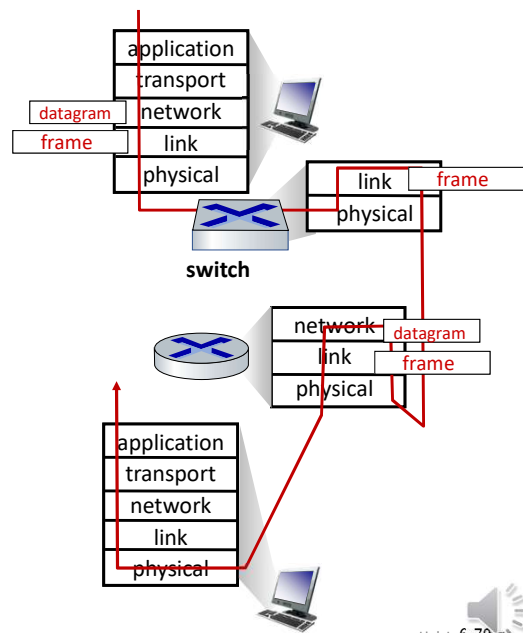 application
transport
datagram
network
frame
link
physical
link
frame
physical
switch
network
datagram
link
frame
physical
application
transport
network
link
physical